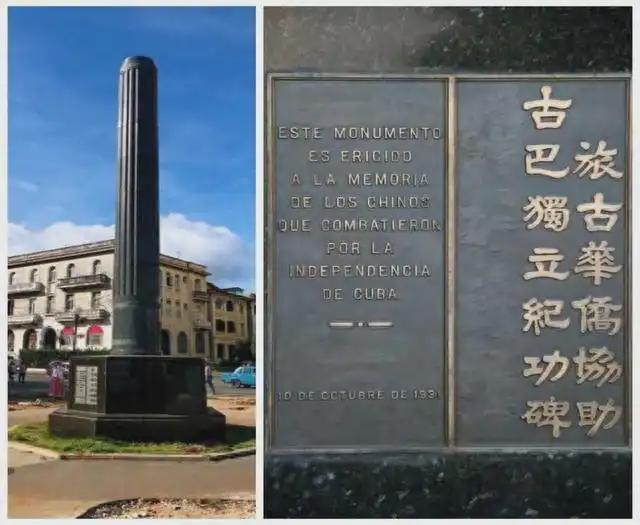 ESTE MONUMENTO
ES ERIGIDO
A LA MEMORIA
DE LOS CHINOS
QUE COMBATIERON
POR LA
INDEPENDENCIA
DE CUBA
10 DE OCTUBRE DE 1931
旅古華僑協助
古巴獨立紀功碑